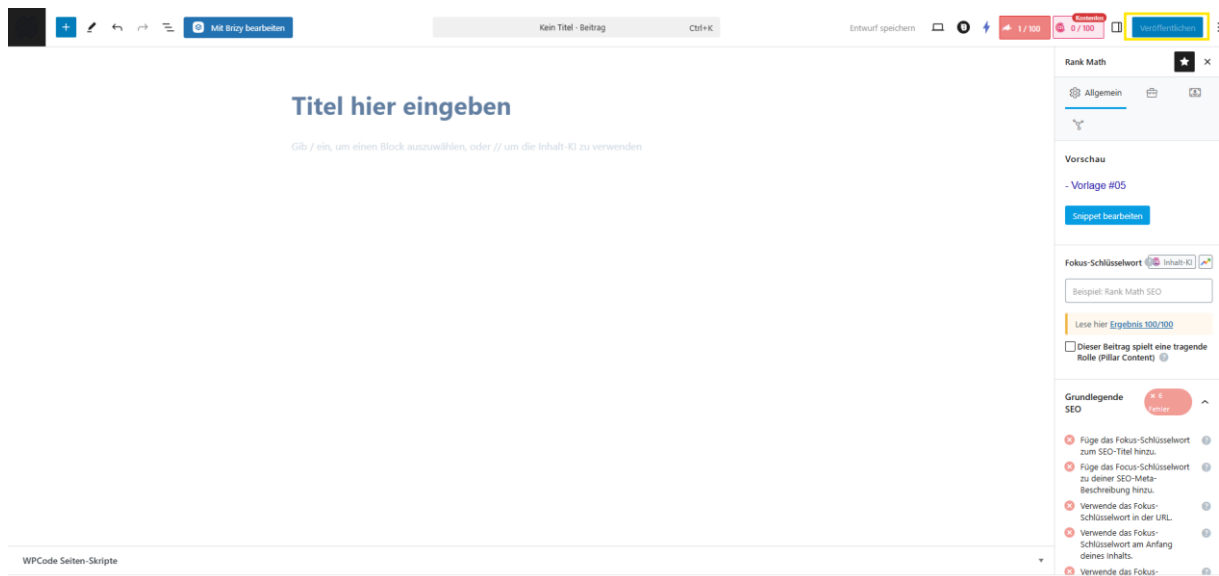 Mit Brizy bearbeiten
Kein Titel · Beitrag
Ctrl+K
Entwurf speichern
1 / 100
Kostenlos
0 / 100
Veröffentlichen
Rank Math
Allgemein
Titel hier eingeben
Gib / ein, um einen Block auszuwählen, oder // um die Inhalt-KI zu verwenden
Vorschau
- Vorlage #05
Snippet bearbeiten
Fokus-Schlüsselwort
Inhalt-KI
Beispiel: Rank Math SEO
Lese hier Ergebnis 100/100
Dieser Beitrag spielt eine tragende
Rolle (Pillar Content)
Grundlegende
SEO
× 6
Fehler
Füge das Fokus-Schlüsselwort
zum SEO-Titel hinzu.
Füge das Focus-Schlüsselwort
zu deiner SEO-Meta-
Beschreibung hinzu.
Verwende das Fokus-
Schlüsselwort in der URL.
Verwende das Fokus-
Schlüsselwort am Anfang
deines Inhalts.
Verwende das Fokus-
WPCode Seiten-Skripte